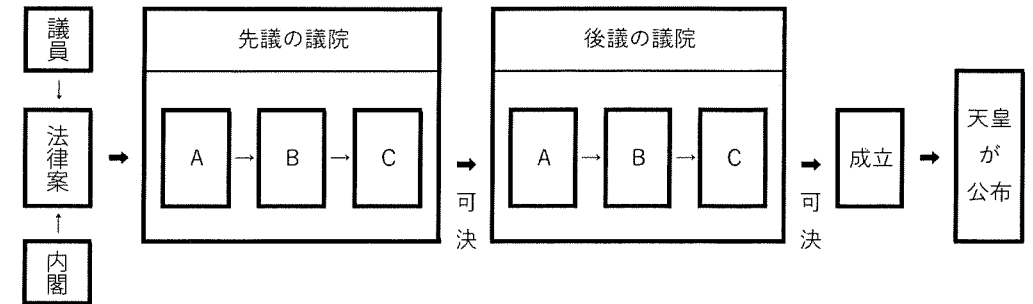 議員
↓
法律案
↑
内閣
➡
先議の議院
A → B → C
➡
可決
後議の議院
A → B → C
➡
可決
成立
➡
天皇
が
公布